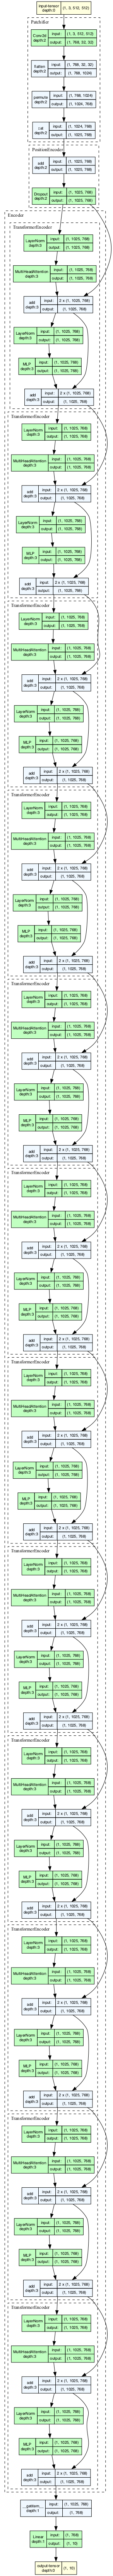 input-tensor
depth:0 (1, 3, 512, 512)
Conv2d input: (1, 3, 512, 512)
depth:2 output: (1, 768, 32, 32)
flatten input: (1, 768, 32, 32)
depth:2 output: (1, 768, 1024)
permute input: (1, 768, 1024)
depth:2 output: (1, 1024, 768)
cat input: (1, 1024, 768)
depth:2 output: (1, 1025, 768)
PositionEncoder
add input: (1, 1025, 768)
depth:2 output: (1, 1025, 768)
Dropout input: (1, 1025, 768)
depth:2 output: (1, 1025, 768)
Encoder
TransformerEncoder
LayerNorm input: (1, 1025, 768)
depth:3 output: (1, 1025, 768)
MultiHeadAttention input: (1, 1025, 768)
depth:3 output: (1, 1025, 768)
add input: 2 x (1, 1025, 768)
depth:3 output: (1, 1025, 768)
LayerNorm input: (1, 1025, 768)
depth:3 output: (1, 1025, 768)
MLP input: (1, 1025, 768)
depth:3 output: (1, 1025, 768)
add input: 2 x (1, 1025, 768)
depth:3 output: (1, 1025, 768)
TransformerEncoder
LayerNorm input: (1, 1025, 768)
depth:3 output: (1, 1025, 768)
MultiHeadAttention input: (1, 1025, 768)
depth:3 output: (1, 1025, 768)
add input: 2 x (1, 1025, 768)
depth:3 output: (1, 1025, 768)
LayerNorm input: (1, 1025, 768)
depth:3 output: (1, 1025, 768)
MLP input: (1, 1025, 768)
depth:3 output: (1, 1025, 768)
add input: 2 x (1, 1025, 768)
depth:3 output: (1, 1025, 768)
TransformerEncoder
LayerNorm input: (1, 1025, 768)
depth:3 output: (1, 1025, 768)
MultiHeadAttention input: (1, 1025, 768)
depth:3 output: (1, 1025, 768)
add input: 2 x (1, 1025, 768)
depth:3 output: (1, 1025, 768)
LayerNorm input: (1, 1025, 768)
depth:3 output: (1, 1025, 768)
MLP input: (1, 1025, 768)
depth:3 output: (1, 1025, 768)
add input: 2 x (1, 1025, 768)
depth:3 output: (1, 1025, 768)
TransformerEncoder
LayerNorm input: (1, 1025, 768)
depth:3 output: (1, 1025, 768)
MultiHeadAttention input: (1, 1025, 768)
depth:3 output: (1, 1025, 768)
add input: 2 x (1, 1025, 768)
depth:3 output: (1, 1025, 768)
LayerNorm input: (1, 1025, 768)
depth:3 output: (1, 1025, 768)
MLP input: (1, 1025, 768)
depth:3 output: (1, 1025, 768)
add input: 2 x (1, 1025, 768)
depth:3 output: (1, 1025, 768)
TransformerEncoder
LayerNorm input: (1, 1025, 768)
depth:3 output: (1, 1025, 768)
MultiHeadAttention input: (1, 1025, 768)
depth:3 output: (1, 1025, 768)
add input: 2 x (1, 1025, 768)
depth:3 output: (1, 1025, 768)
LayerNorm input: (1, 1025, 768)
depth:3 output: (1, 1025, 768)
MLP input: (1, 1025, 768)
depth:3 output: (1, 1025, 768)
add input: 2 x (1, 1025, 768)
depth:3 output: (1, 1025, 768)
TransformerEncoder
LayerNorm input: (1, 1025, 768)
depth:3 output: (1, 1025, 768)
MultiHeadAttention input: (1, 1025, 768)
depth:3 output: (1, 1025, 768)
add input: 2 x (1, 1025, 768)
depth:3 output: (1, 1025, 768)
LayerNorm input: (1, 1025, 768)
depth:3 output: (1, 1025, 768)
MLP input: (1, 1025, 768)
depth:3 output: (1, 1025, 768)
add input: 2 x (1, 1025, 768)
depth:3 output: (1, 1025, 768)
TransformerEncoder
LayerNorm input: (1, 1025, 768)
depth:3 output: (1, 1025, 768)
MultiHeadAttention input: (1, 1025, 768)
depth:3 output: (1, 1025, 768)
add input: 2 x (1, 1025, 768)
depth:3 output: (1, 1025, 768)
LayerNorm input: (1, 1025, 768)
depth:3 output: (1, 1025, 768)
MLP input: (1, 1025, 768)
depth:3 output: (1, 1025, 768)
add input: 2 x (1, 1025, 768)
depth:3 output: (1, 1025, 768)
TransformerEncoder
LayerNorm input: (1, 1025, 768)
depth:3 output: (1, 1025, 768)
MultiHeadAttention input: (1, 1025, 768)
depth:3 output: (1, 1025, 768)
add input: 2 x (1, 1025, 768)
depth:3 output: (1, 1025, 768)
LayerNorm input: (1, 1025, 768)
depth:3 output: (1, 1025, 768)
MLP input: (1, 1025, 768)
depth:3 output: (1, 1025, 768)
add input: 2 x (1, 1025, 768)
depth:3 output: (1, 1025, 768)
TransformerEncoder
LayerNorm input: (1, 1025, 768)
depth:3 output: (1, 1025, 768)
MultiHeadAttention input: (1, 1025, 768)
depth:3 output: (1, 1025, 768)
add input: 2 x (1, 1025, 768)
depth:3 output: (1, 1025, 768)
LayerNorm input: (1, 1025, 768)
depth:3 output: (1, 1025, 768)
MLP input: (1, 1025, 768)
depth:3 output: (1, 1025, 768)
add input: 2 x (1, 1025, 768)
depth:3 output: (1, 1025, 768)
TransformerEncoder
LayerNorm input: (1, 1025, 768)
depth:3 output: (1, 1025, 768)
MultiHeadAttention input: (1, 1025, 768)
depth:3 output: (1, 1025, 768)
add input: 2 x (1, 1025, 768)
depth:3 output: (1, 1025, 768)
LayerNorm input: (1, 1025, 768)
depth:3 output: (1, 1025, 768)
MLP input: (1, 1025, 768)
depth:3 output: (1, 1025, 768)
add input: 2 x (1, 1025, 768)
depth:3 output: (1, 1025, 768)
TransformerEncoder
LayerNorm input: (1, 1025, 768)
depth:3 output: (1, 1025, 768)
MultiHeadAttention input: (1, 1025, 768)
depth:3 output: (1, 1025, 768)
add input: 2 x (1, 1025, 768)
depth:3 output: (1, 1025, 768)
LayerNorm input: (1, 1025, 768)
depth:3 output: (1, 1025, 768)
MLP input: (1, 1025, 768)
depth:3 output: (1, 1025, 768)
add input: 2 x (1, 1025, 768)
depth:3 output: (1, 1025, 768)
TransformerEncoder
LayerNorm input: (1, 1025, 768)
depth:3 output: (1, 1025, 768)
MultiHeadAttention input: (1, 1025, 768)
depth:3 output: (1, 1025, 768)
add input: 2 x (1, 1025, 768)
depth:3 output: (1, 1025, 768)
LayerNorm input: (1, 1025, 768)
depth:3 output: (1, 1025, 768)
MLP input: (1, 1025, 768)
depth:3 output: (1, 1025, 768)
add input: 2 x (1, 1025, 768)
depth:3 output: (1, 1025, 768)
input: (1, 1025, 768)
depth:1 output: (1, 768)
Linear input: (1, 768)
depth:1 output: (1, 10)
output-tensor
depth:0 (1, 10)